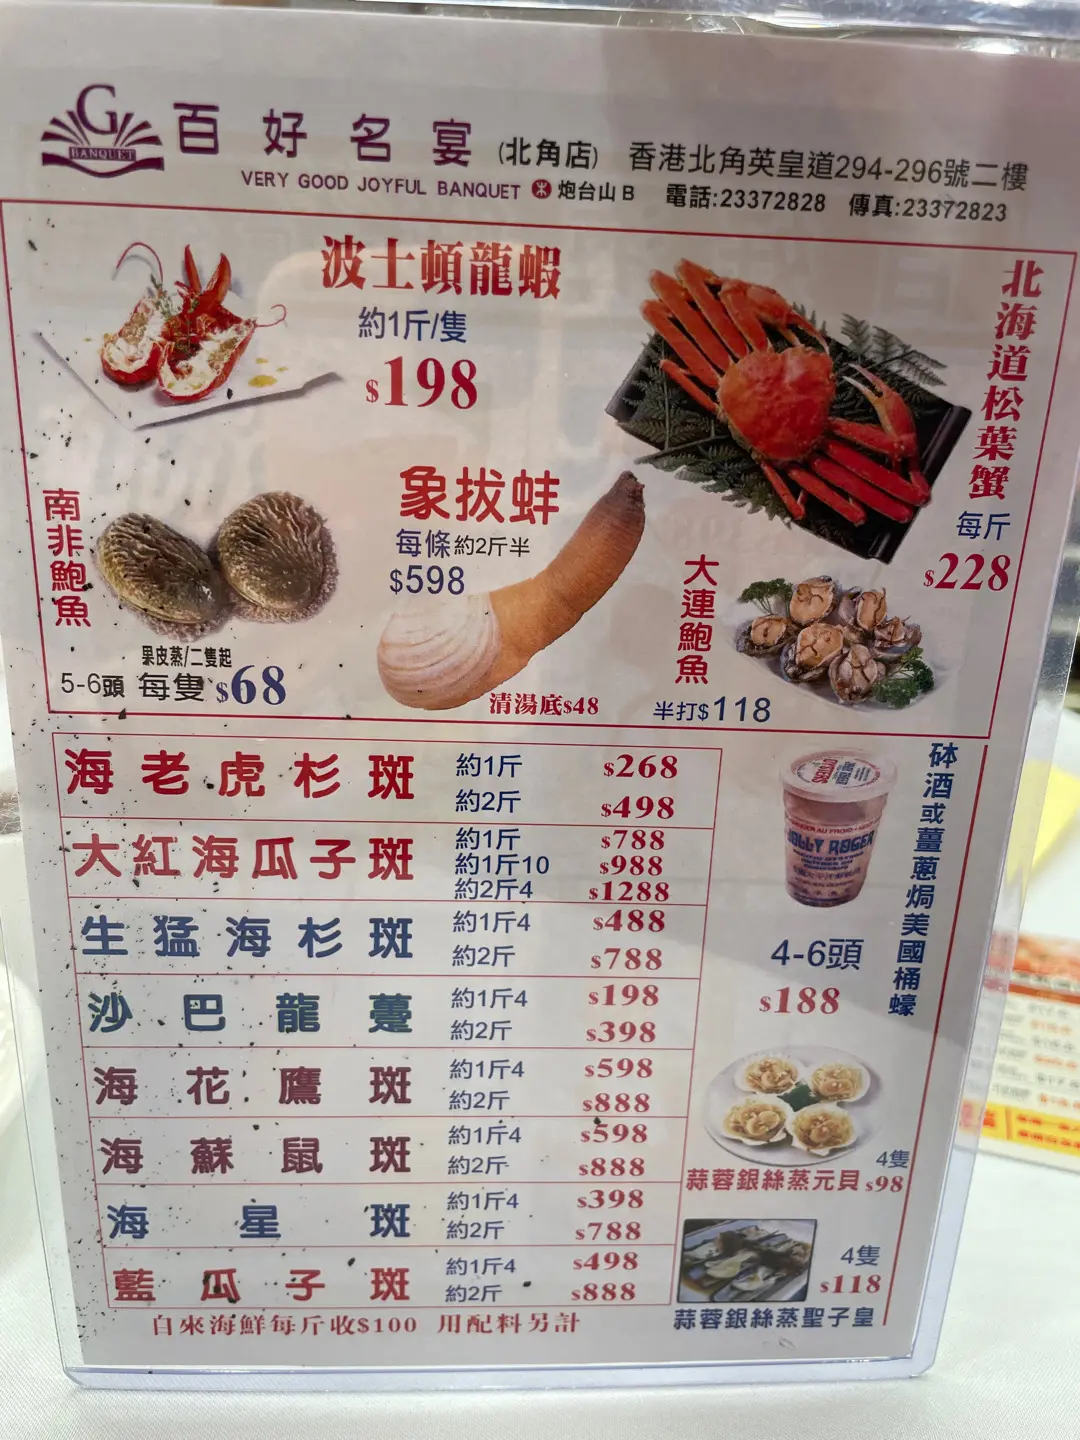 G
BANQUET
百好名宴 (北角店) 香港北角英皇道294-296號二樓
VERY GOOD JOYFUL BANQUET 炮台山 B 電話:23372828 傳真:23372823
波士頓龍蝦
約1斤/隻
$198
北海道松葉蟹
每斤
$228
南非鮑魚
果皮蒸/二隻起
5-6頭 每隻 $68
象拔蚌
每條約2斤半
$598
清湯底$48
大連鮑魚
半打$118
海老虎杉斑 約1斤 $268
約2斤 $498
大紅海瓜子斑 約1斤 $788
約1斤10 $988
約2斤4 $1288
生猛海杉斑 約1斤4 $488
約2斤 $788
沙巴龍躉 約1斤4 $198
約2斤 $398
海花鷹斑 約1斤4 $598
約2斤 $888
海蘇鼠斑 約1斤4 $598
約2斤 $888
海星斑 約1斤4 $398
約2斤 $788
藍瓜子斑 約1斤4 $498
約2斤 $888
自來海鮮每斤收$100 用配料另計
砵酒或薑蔥焗美國桶蠔
JOLLY ROGER
4-6頭
$188
4隻
蒜蓉銀絲蒸元貝 $98
4隻
$118
蒜蓉銀絲蒸聖子皇